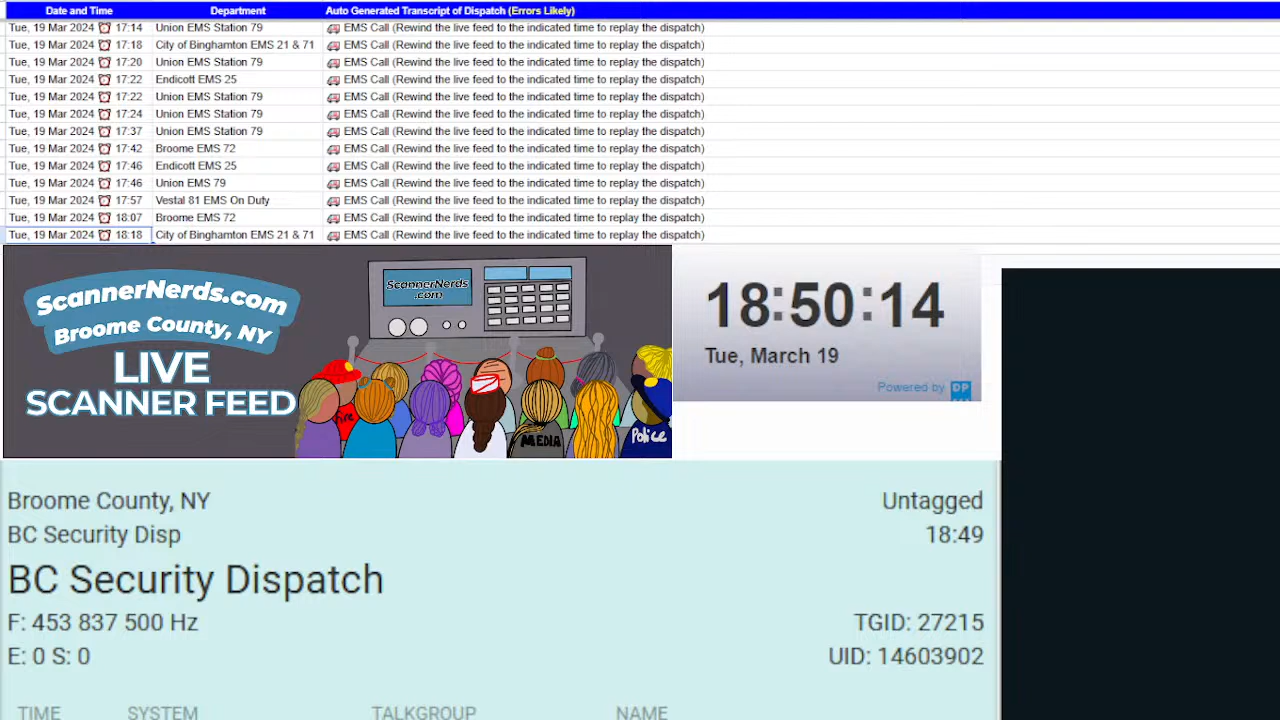 Date and Time Department Auto Generated Transcript of Dispatch (Errors Likely)
Tue, 19 Mar 2024 ⏰ 17:14 Union EMS Station 79 🚑 EMS Call (Rewind the live feed to the indicated time to replay the dispatch)
Tue, 19 Mar 2024 ⏰ 17:18 City of Binghamton EMS 21 & 71 🚑 EMS Call (Rewind the live feed to the indicated time to replay the dispatch)
Tue, 19 Mar 2024 ⏰ 17:20 Union EMS Station 79 🚑 EMS Call (Rewind the live feed to the indicated time to replay the dispatch)
Tue, 19 Mar 2024 ⏰ 17:22 Endicott EMS 25 🚑 EMS Call (Rewind the live feed to the indicated time to replay the dispatch)
Tue, 19 Mar 2024 ⏰ 17:22 Union EMS Station 79 🚑 EMS Call (Rewind the live feed to the indicated time to replay the dispatch)
Tue, 19 Mar 2024 ⏰ 17:24 Union EMS Station 79 🚑 EMS Call (Rewind the live feed to the indicated time to replay the dispatch)
Tue, 19 Mar 2024 ⏰ 17:37 Union EMS Station 79 🚑 EMS Call (Rewind the live feed to the indicated time to replay the dispatch)
Tue, 19 Mar 2024 ⏰ 17:42 Broome EMS 72 🚑 EMS Call (Rewind the live feed to the indicated time to replay the dispatch)
Tue, 19 Mar 2024 ⏰ 17:46 Endicott EMS 25 🚑 EMS Call (Rewind the live feed to the indicated time to replay the dispatch)
Tue, 19 Mar 2024 ⏰ 17:46 Union EMS 79 🚑 EMS Call (Rewind the live feed to the indicated time to replay the dispatch)
Tue, 19 Mar 2024 ⏰ 17:57 Vestal 81 EMS On Duty 🚑 EMS Call (Rewind the live feed to the indicated time to replay the dispatch)
Tue, 19 Mar 2024 ⏰ 18:07 Broome EMS 72 🚑 EMS Call (Rewind the live feed to the indicated time to replay the dispatch)
Tue, 19 Mar 2024 ⏰ 18:18 City of Binghamton EMS 21 & 71 🚑 EMS Call (Rewind the live feed to the indicated time to replay the dispatch)
ScannerNerds.com
Broome County, NY
LIVE
SCANNER FEED
ScannerNerds
.com
Fire
MEDIA
Police
18:50:14
Tue, March 19
Powered by DP
Broome County, NY Untagged
BC Security Disp 18:49
BC Security Dispatch
F: 453 837 500 Hz TGID: 27215
E: 0 S: 0 UID: 14603902
TIME SYSTEM TALKGROUP NAME